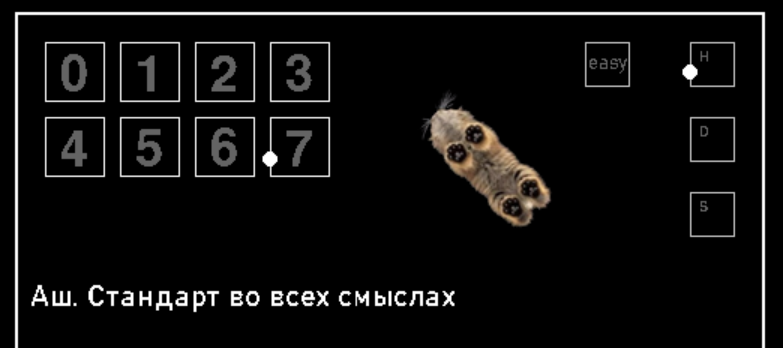 0 1 2 3 easy H
4 5 6 7 D
S
Аш. Стандарт во всех смыслах